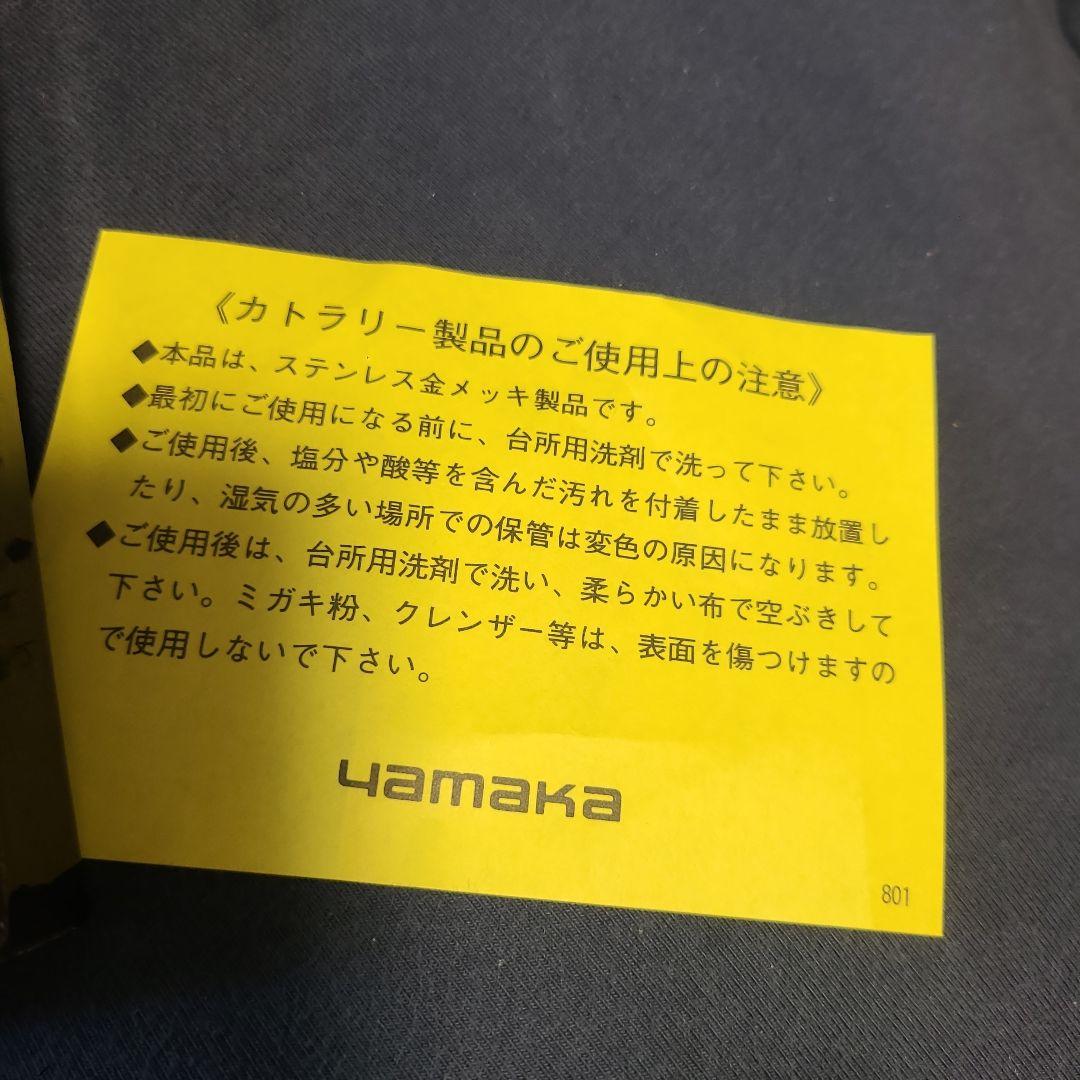 《カトラリー製品のご使用上の注意》
◆本品は、ステンレス金メッキ製品です。
◆最初にご使用になる前に、台所用洗剤で洗って下さい。
◆ご使用後、塩分や酸等を含んだ汚れを付着したまま放置し
たり、湿気の多い場所での保管は変色の原因になります。
◆ご使用後は、台所用洗剤で洗い、柔らかい布で空ぶきして
下さい。ミガキ粉、クレンザー等は、表面を傷つけますの
で使用しないで下さい。
yamaka
801